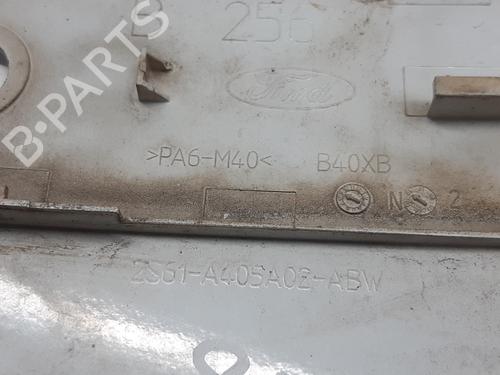 B 256
Ford
B-PARTS
>PA6-M40< B40XB
N 2
2S61-A405A02-ABW